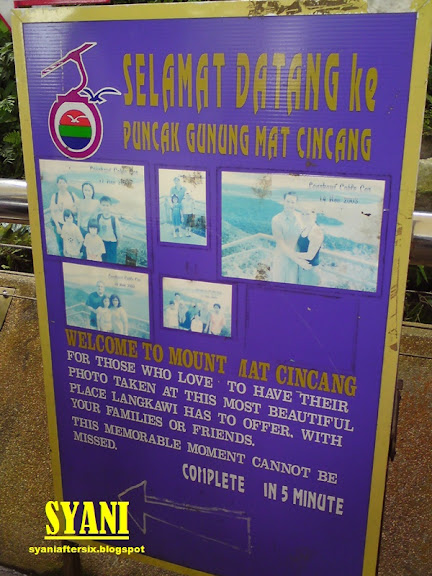 SELAMAT DATANG ke
PUNCAK GUNUNG MAT CINCANG
WELCOME TO MOUNT MAT CINCANG
FOR THOSE WHO LOVE TO HAVE THEIR
PHOTO TAKEN AT THIS MOST BEAUTIFUL
PLACE LANGKAWI HAS TO OFFER, WITH
YOUR FAMILIES OR FRIENDS.
THIS MEMORABLE MOMENT CANNOT BE
MISSED.
COMPLETE IN 5 MINUTE
SYANI
syaniaftersix.blogspot